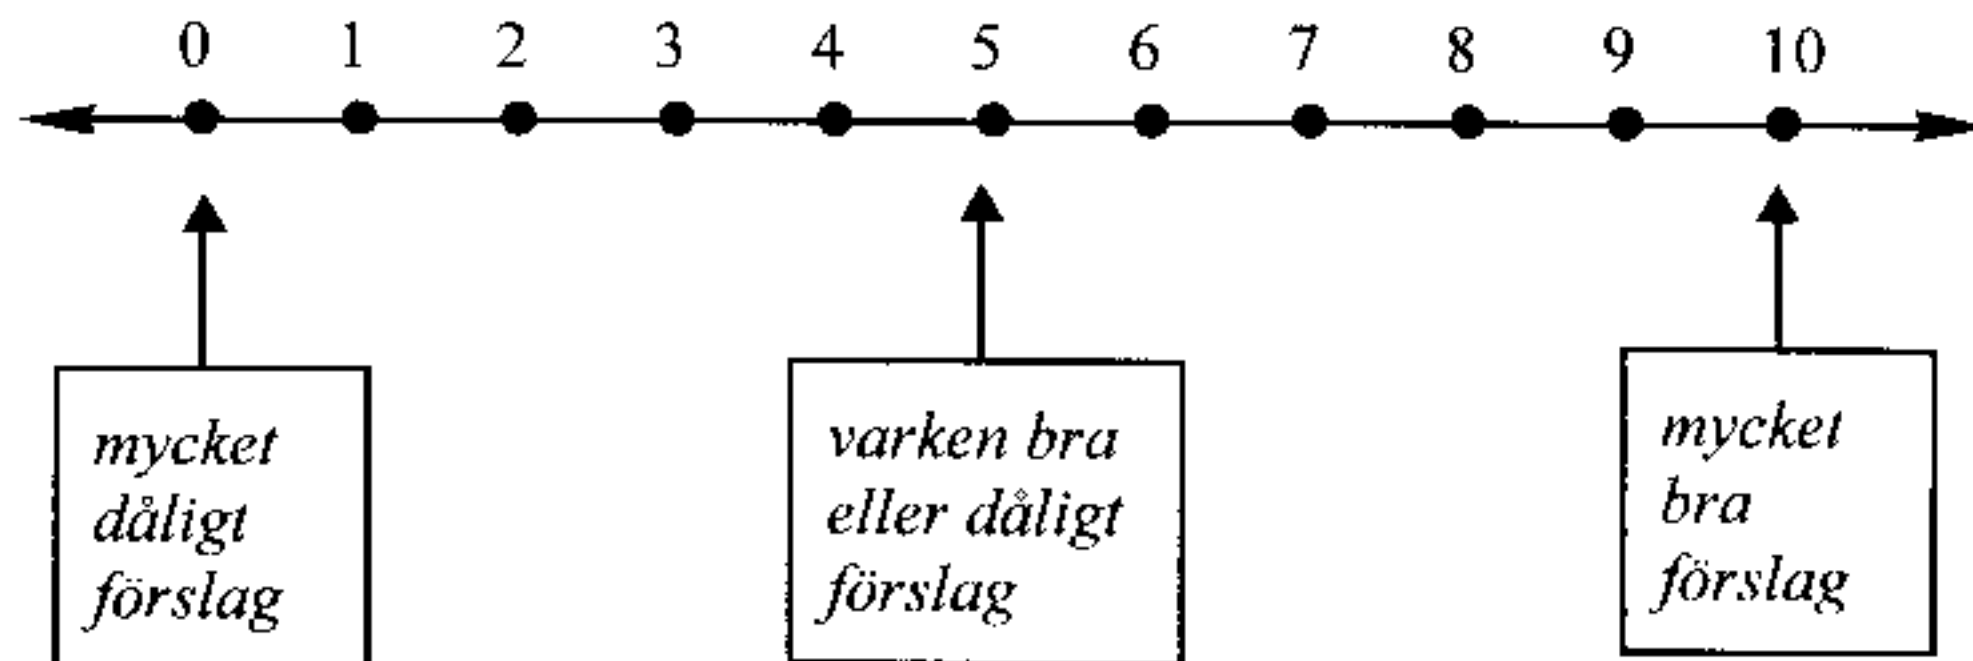 0 1 2 3 4 5 6 7 8 9 10
mycket
dåligt
förslag
varken bra
eller dåligt
förslag
mycket
bra
förslag